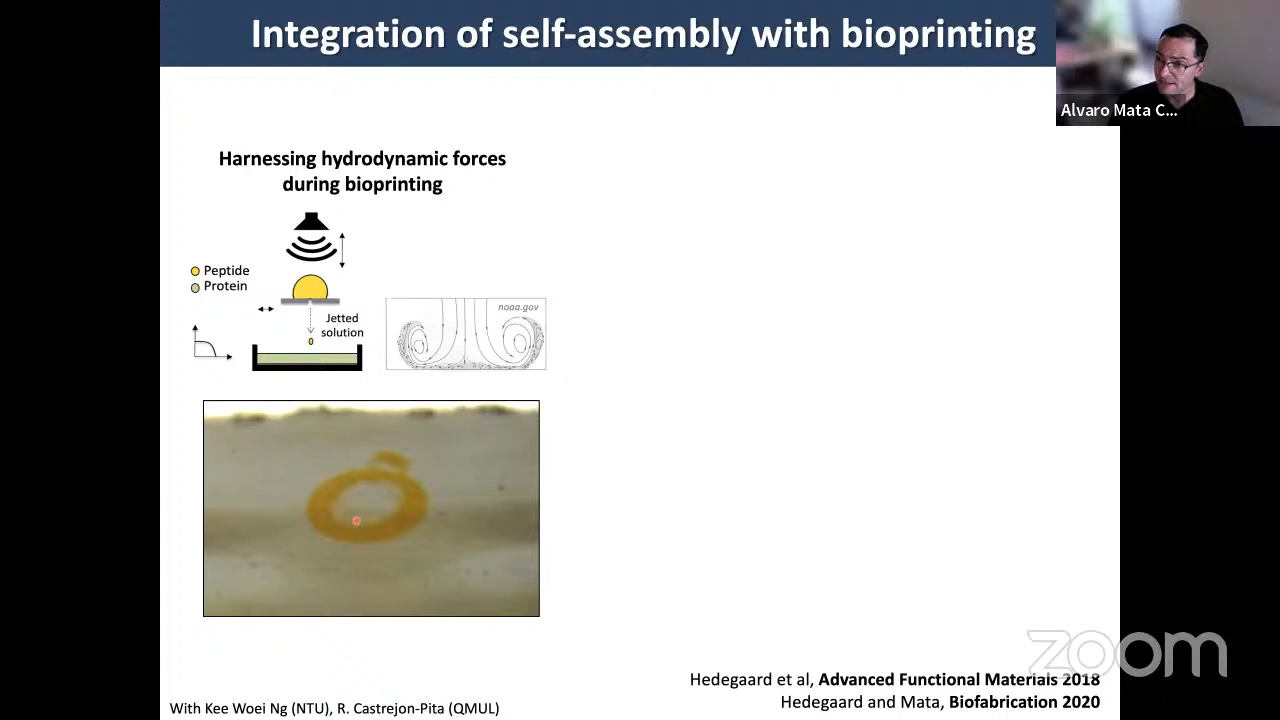 Integration of self-assembly with bioprinting
Alvaro Mata C...
Harnessing hydrodynamic forces
during bioprinting
Peptide
Protein
Jetted
solution
noaa.gov
zoom
Hedegaard et al, Advanced Functional Materials 2018
Hedegaard and Mata, Biofabrication 2020
With Kee Woei Ng (NTU), R. Castrejon-Pita (QMUL)